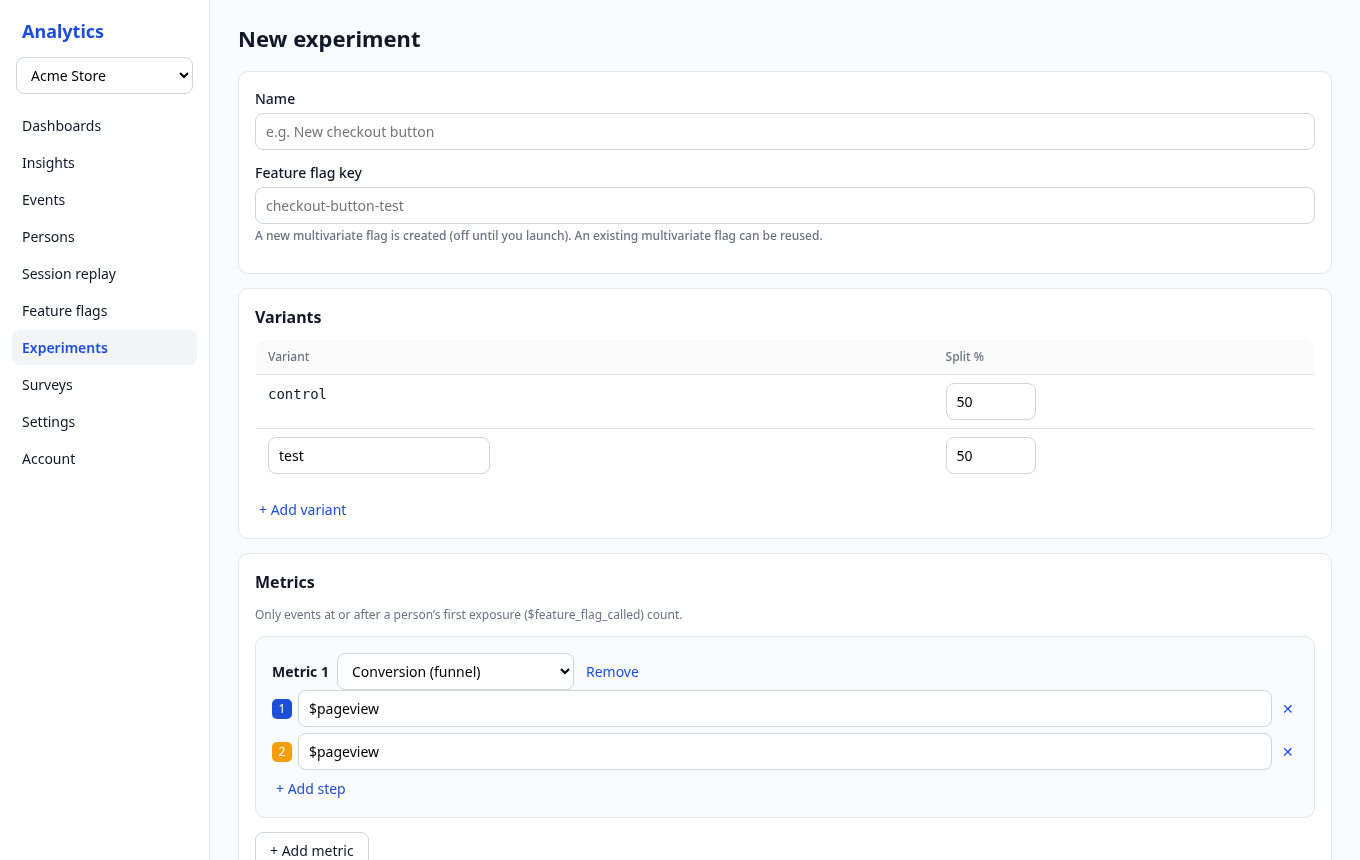 Analytics
Acme Store
Dashboards
Insights
Events
Persons
Session replay
Feature flags
Experiments
Surveys
Settings
Account
New experiment
Name
e.g. New checkout button
Feature flag key
checkout-button-test
A new multivariate flag is created (off until you launch). An existing multivariate flag can be reused.
Variants
Variant Split %
control 50
test 50
+ Add variant
Metrics
Only events at or after a person’s first exposure ($feature_flag_called) count.
Metric 1 Conversion (funnel) Remove
1 $pageview ✕
2 $pageview ✕
+ Add step
+ Add metric